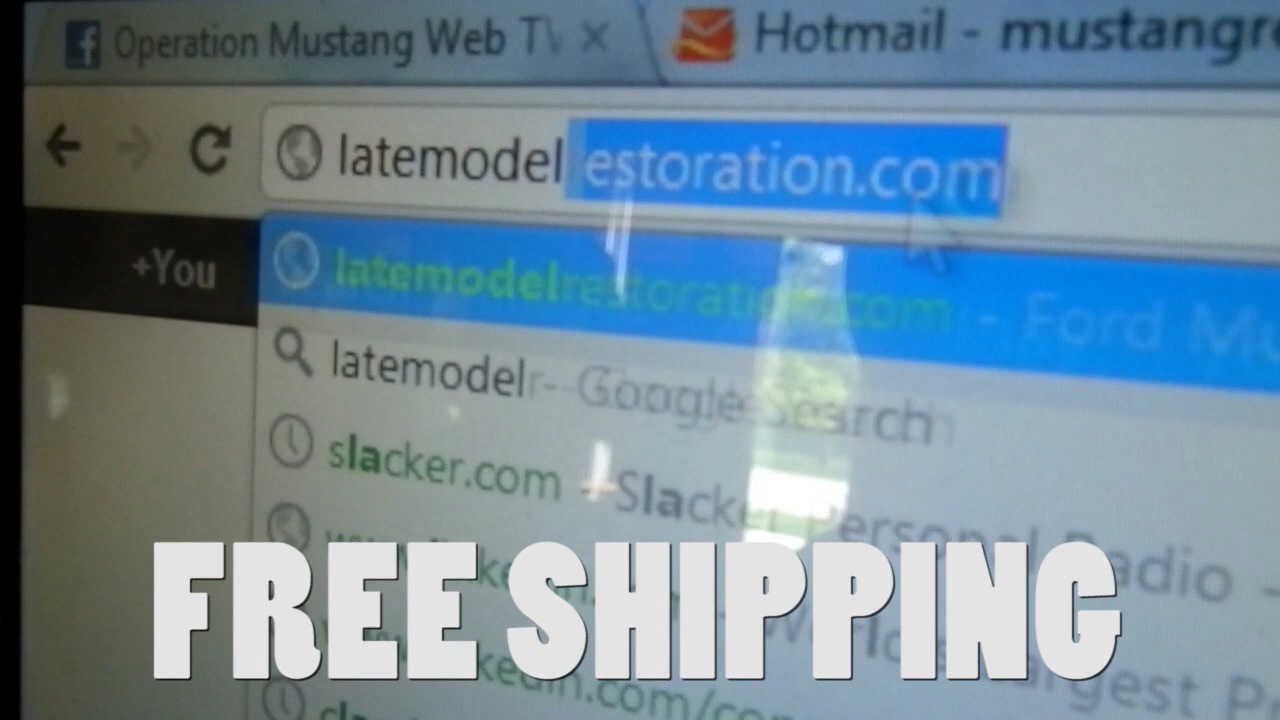 Operation Mustang Web TV
Hotmail - mustangre
latemodelrestoration.com
+You
latemodelrestoration.com - Ford Mu
latemodel - Google Search
slacker.com - Slacker Personal Radio -
FREE SHIPPING